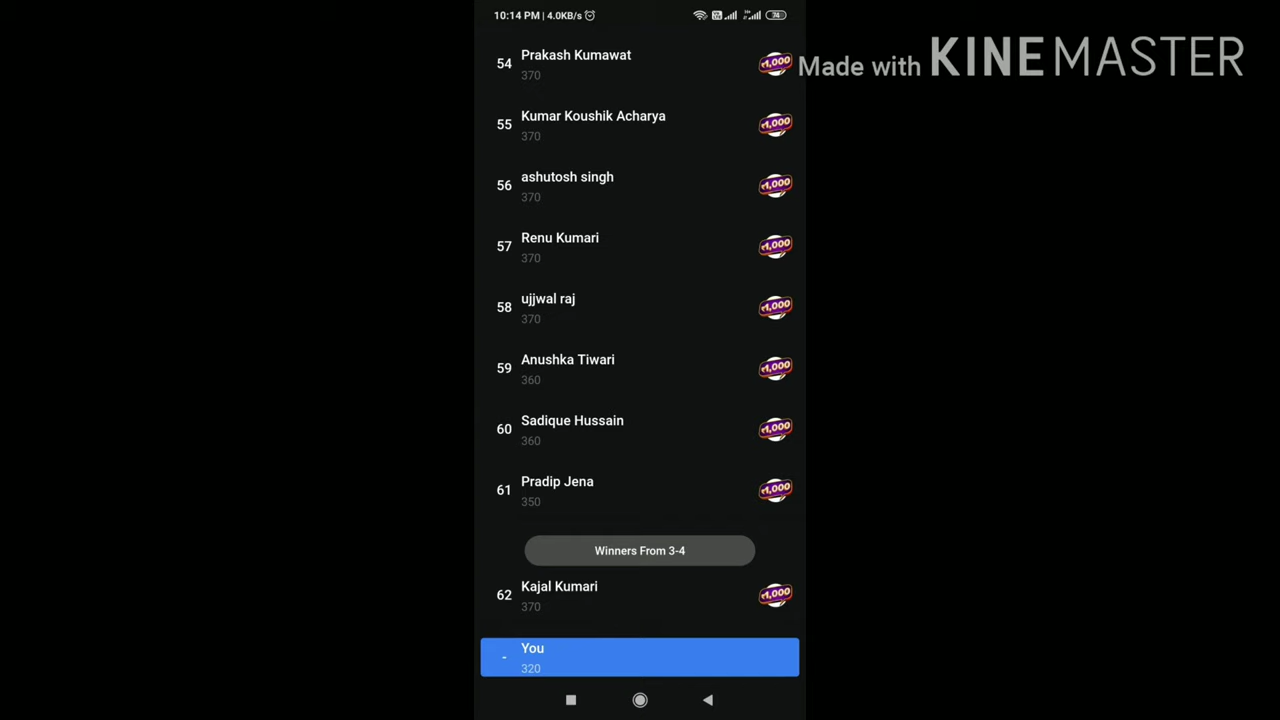 10:14 PM | 4.0KB/s
74
Made with KINEMASTER
54 Prakash Kumawat ₹1,000
370
55 Kumar Koushik Acharya ₹1,000
370
56 ashutosh singh ₹1,000
370
57 Renu Kumari ₹1,000
370
58 ujjwal raj ₹1,000
370
59 Anushka Tiwari ₹1,000
360
60 Sadique Hussain ₹1,000
360
61 Pradip Jena ₹1,000
350
Winners From 3-4
62 Kajal Kumari ₹1,000
370
- You
320